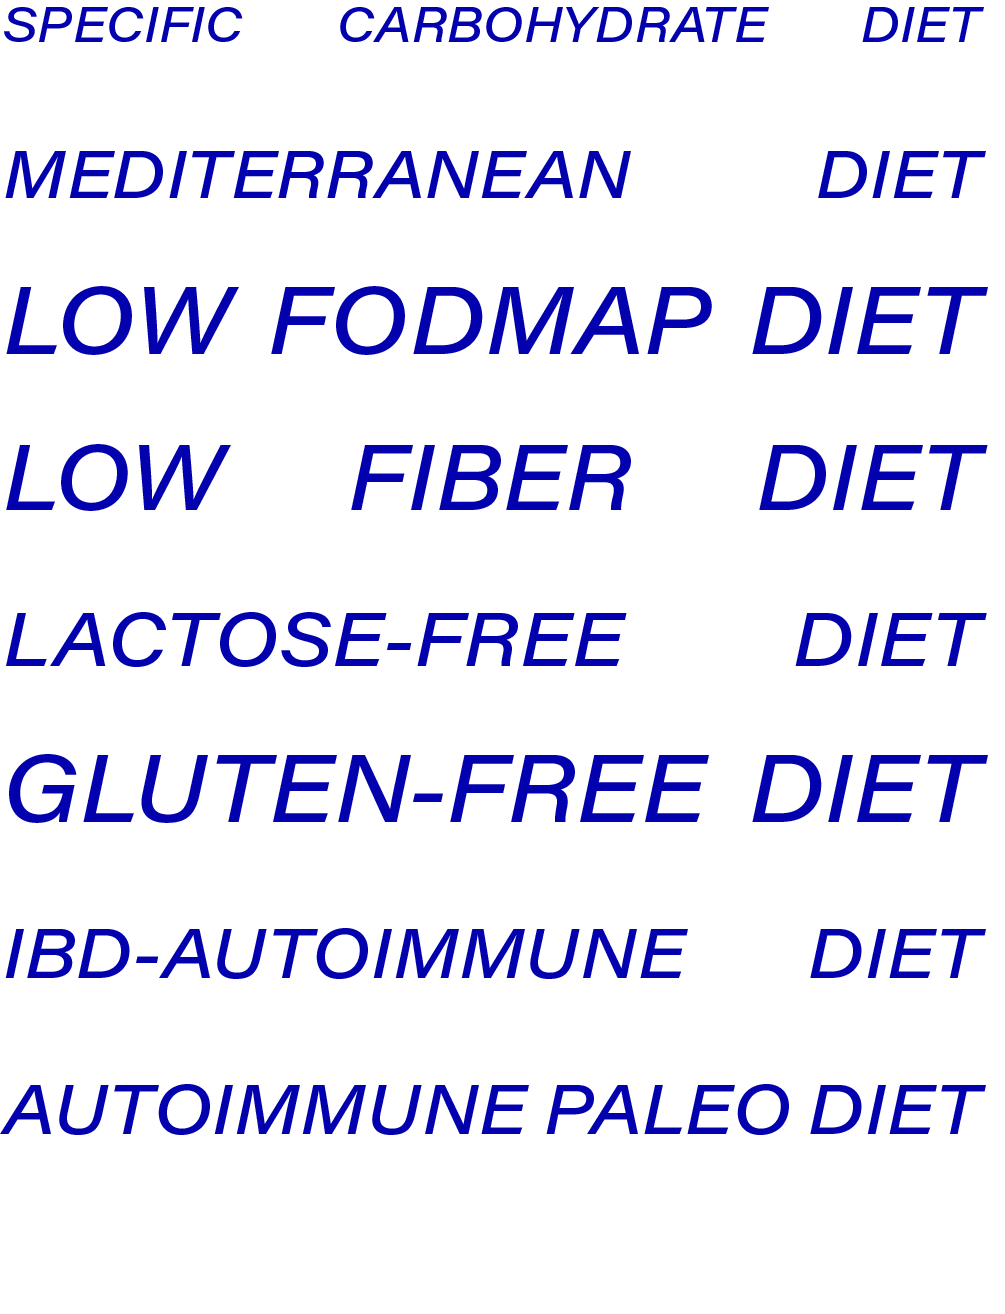 SPECIFIC CARBOHYDRATE DIET
MEDITERRANEAN DIET
LOW FODMAP DIET
LOW FIBER DIET
LACTOSE-FREE DIET
GLUTEN-FREE DIET
IBD-AUTOIMMUNE DIET
AUTOIMMUNE PALEO DIET